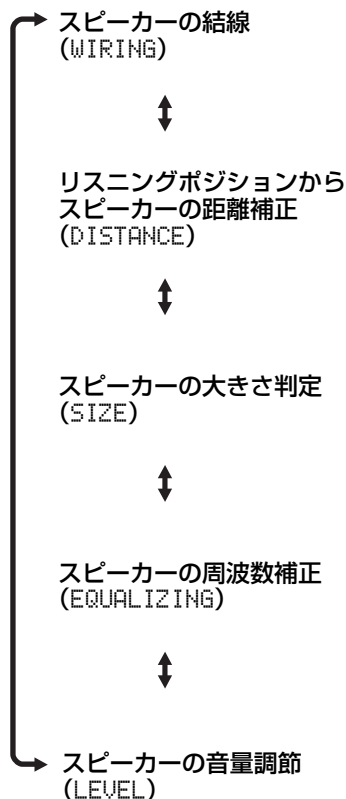 スピーカーの結線
(WIRING)
リスニングポジションから
スピーカーの距離補正
(DISTANCE)
スピーカーの大きさ判定
(SIZE)
スピーカーの周波数補正
(EQUALIZING)
スピーカーの音量調節
(LEVEL)